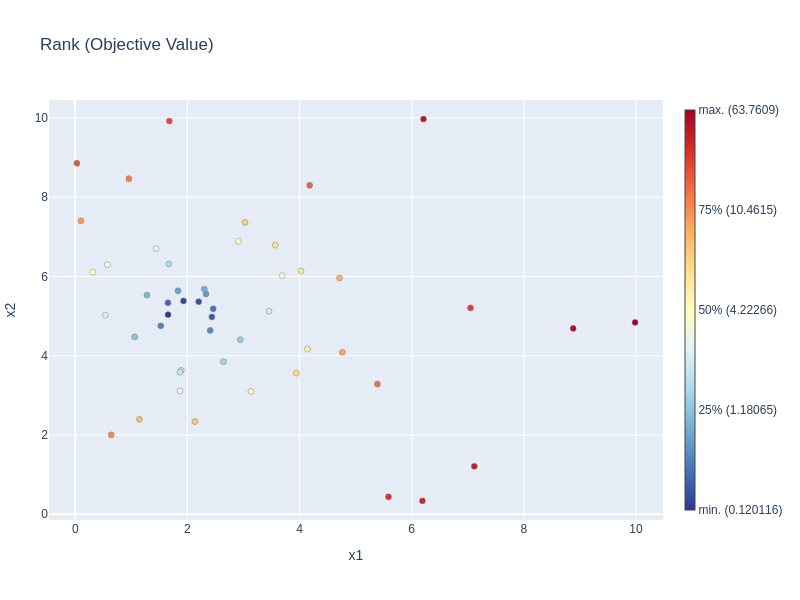 Rank (Objective Value)
max. (63.7609)
75% (10.4615)
50% (4.22266)
25% (1.18065)
min. (0.120116)
10
8
6
4
2
0
x2
0 2 4 6 8 10
x1